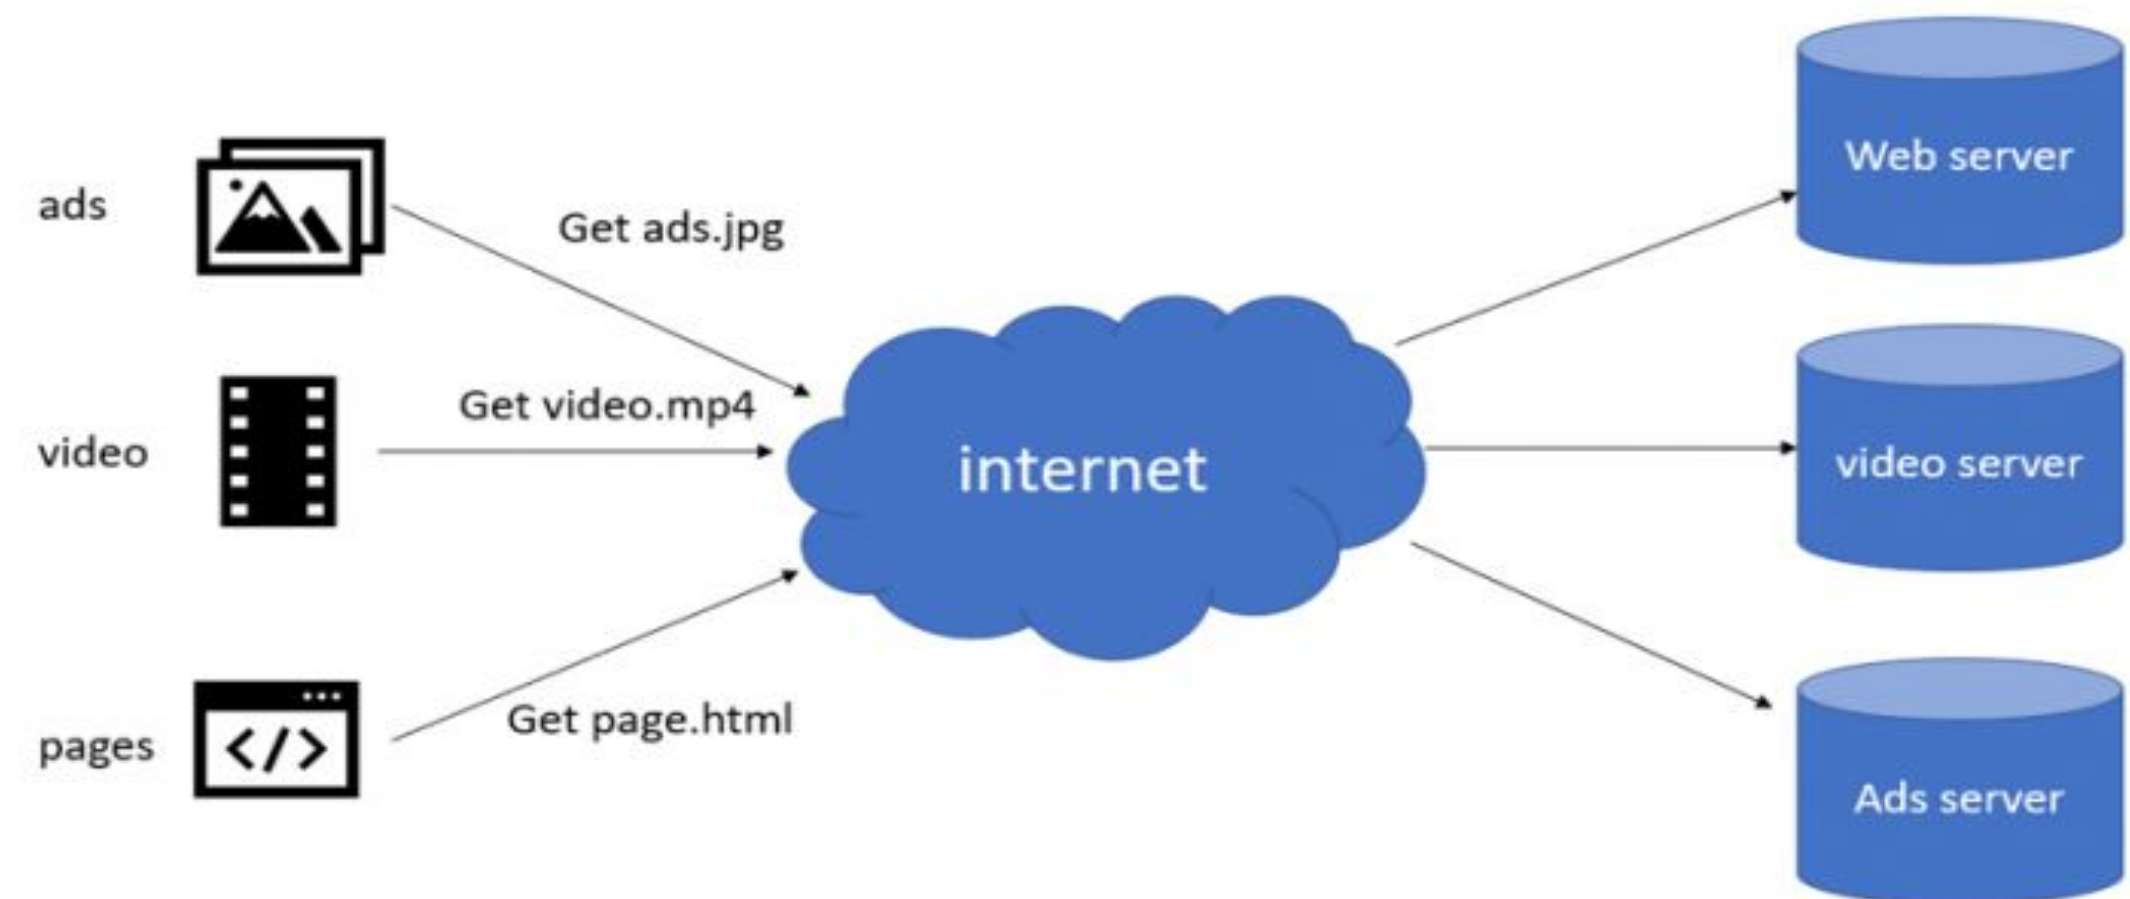 ads
Get ads.jpg
Web server
video
Get video.mp4
internet
video server
pages
</>
Get page.html
Ads server